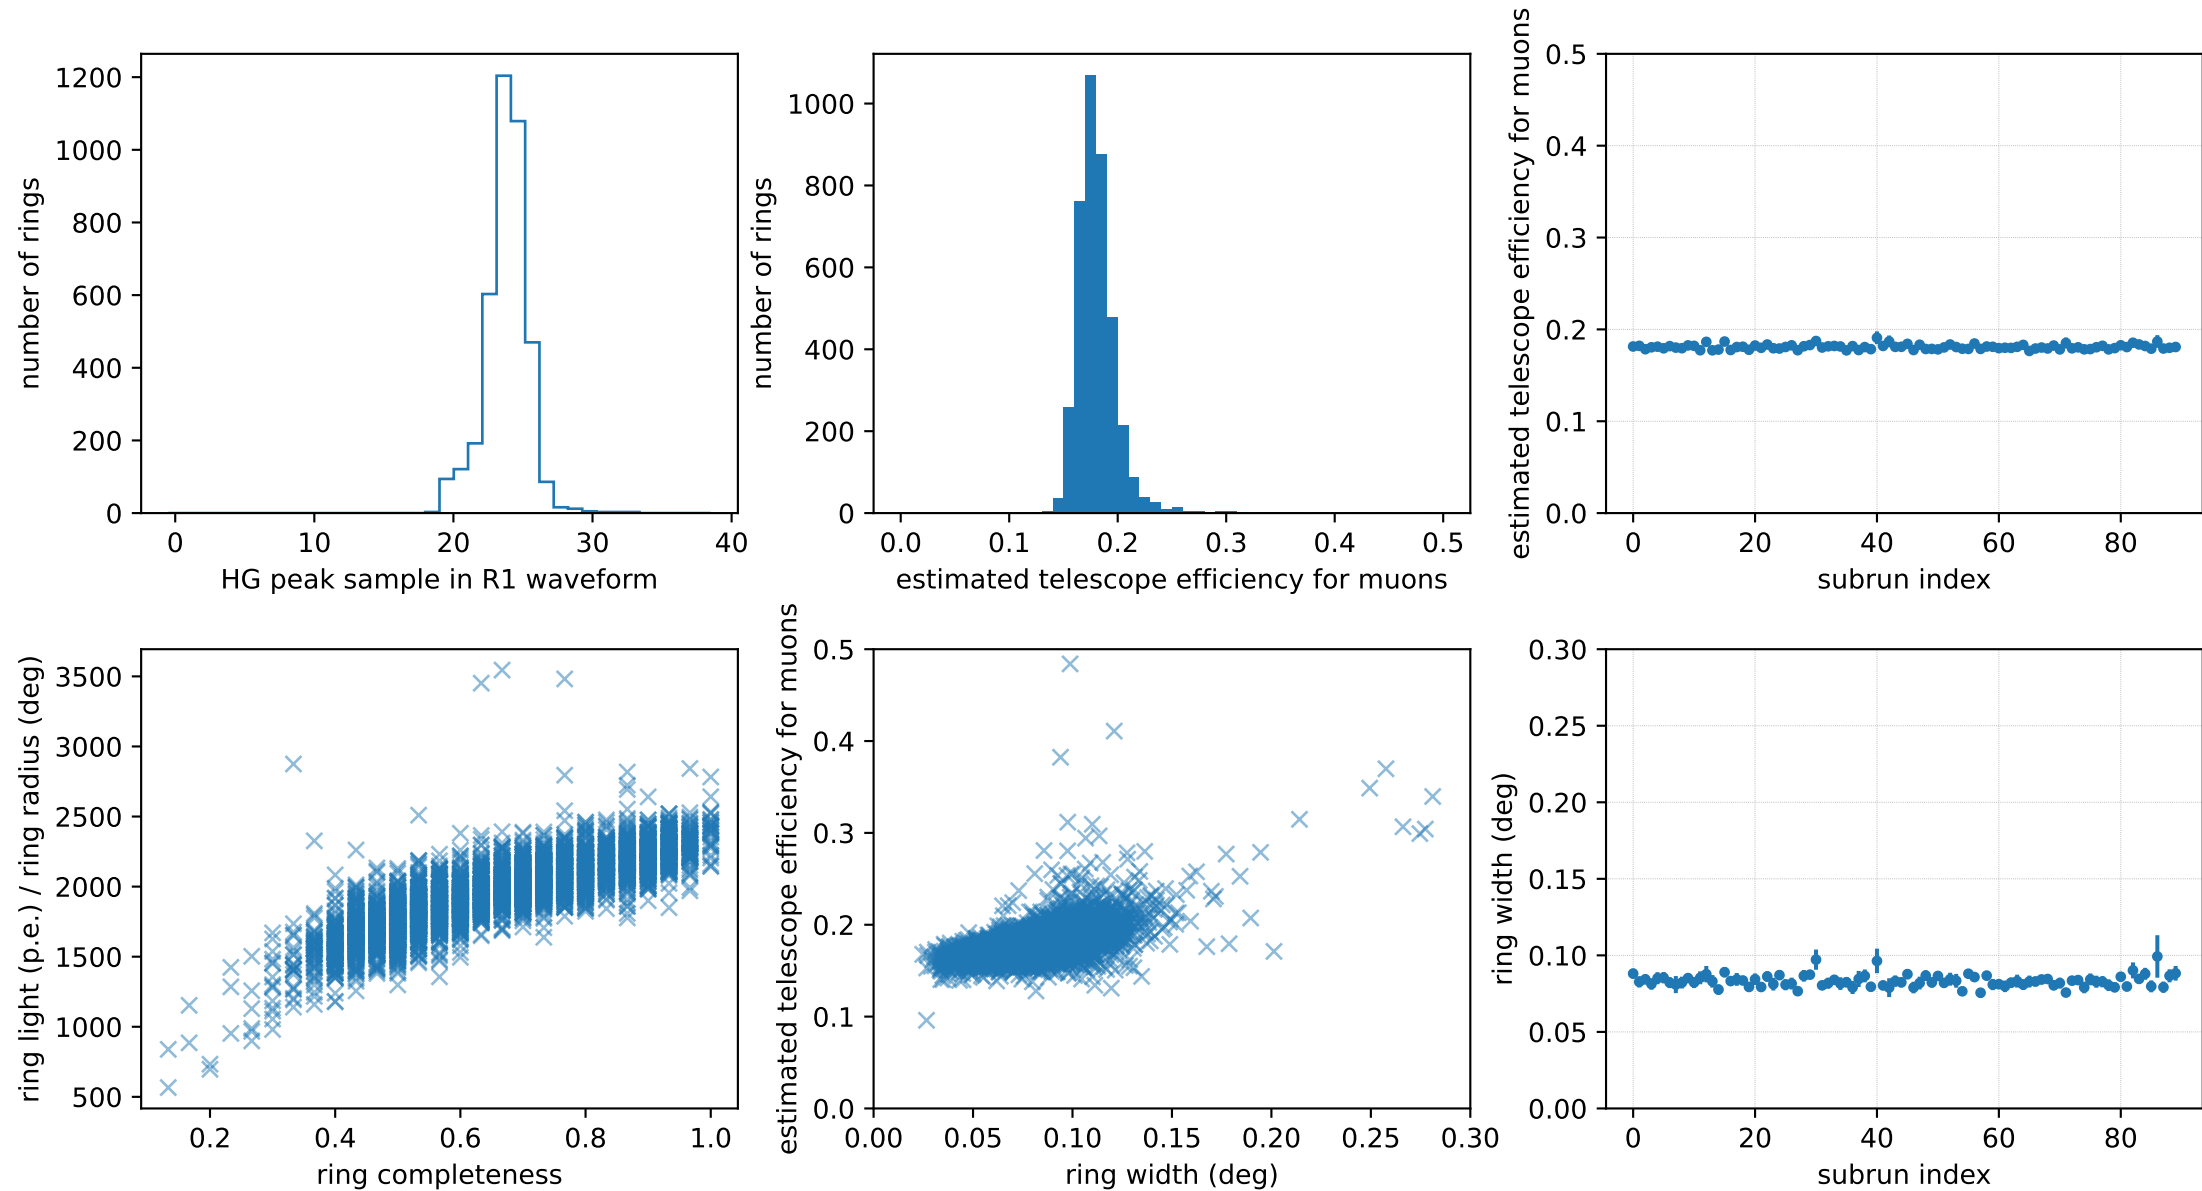 number of rings
1200
1000
800
600
400
200
0
0 10 20 30 40
HG peak sample in R1 waveform
number of rings
1000
800
600
400
200
0
0.0 0.1 0.2 0.3 0.4 0.5
estimated telescope efficiency for muons
estimated telescope efficiency for muons
0.5
0.4
0.3
0.2
0.1
0.0
0 20 40 60 80
subrun index
ring light (p.e.) / ring radius (deg)
3500
3000
2500
2000
1500
1000
500
0.2 0.4 0.6 0.8 1.0
ring completeness
estimated telescope efficiency for muons
0.5
0.4
0.3
0.2
0.1
0.0
0.00 0.05 0.10 0.15 0.20 0.25 0.30
ring width (deg)
ring width (deg)
0.30
0.25
0.20
0.15
0.10
0.05
0.00
0 20 40 60 80
subrun index